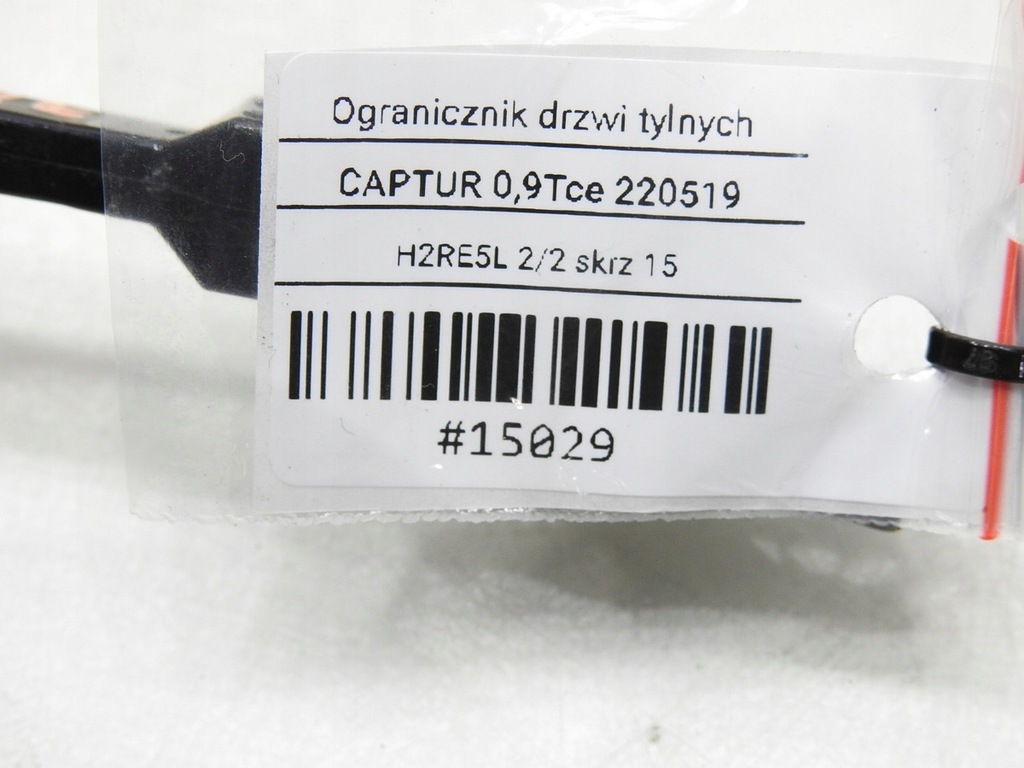 Ogranicznik drzwi tylnych
CAPTUR 0,9Tce 220519
H2RE5L 2/2 skrz 15
#15029